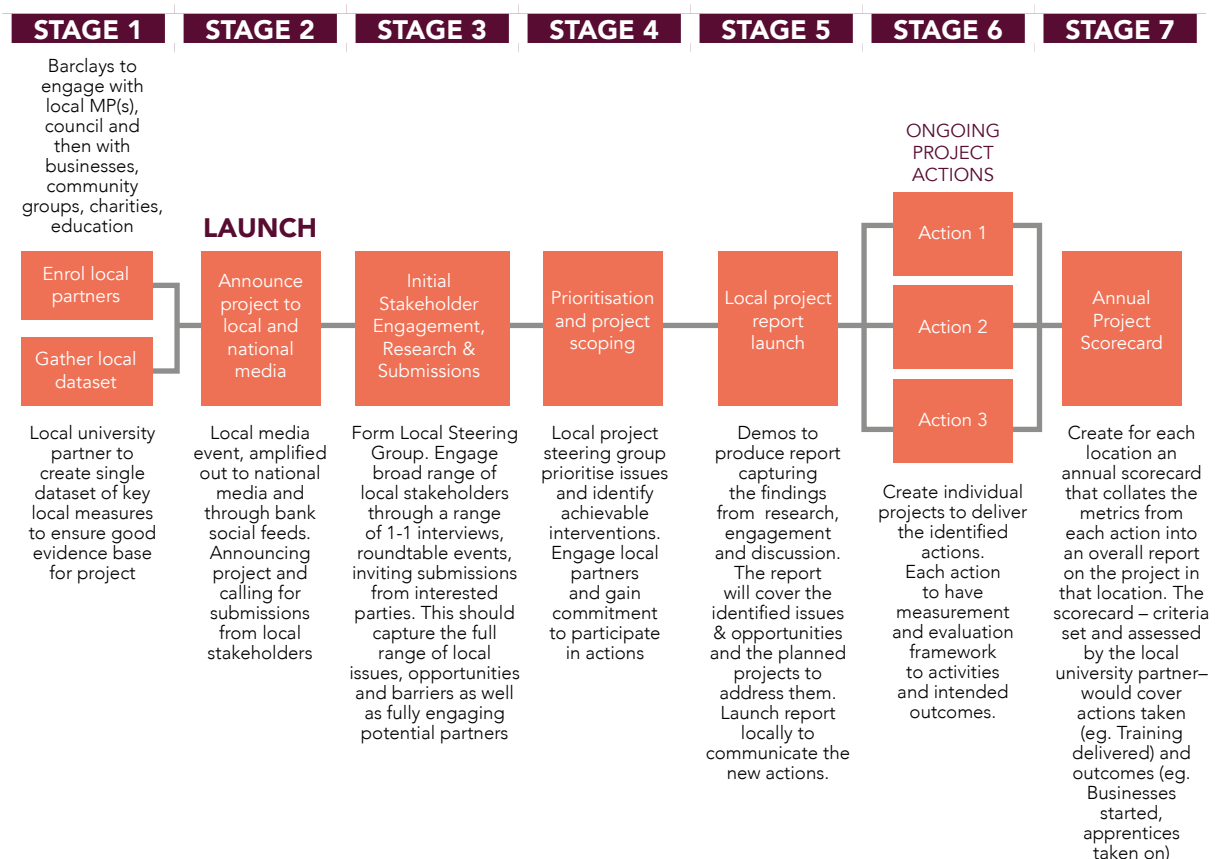 STAGE 1
Barclays to
engage with
local MP(s),
council and
then with
businesses,
community
groups, charities,
education
Enrol local
partners
Gather local
dataset
Local university
partner to
create single
dataset of key
local measures
to ensure good
evidence base
for project
STAGE 2
LAUNCH
Announce
project to
local and
national
media
Local media
event, amplified
out to national
media and
through bank
social feeds.
Announcing
project and
calling for
submissions
from local
stakeholders
STAGE 3
Initial
Stakeholder
Engagement,
Research &
Submissions
Form Local Steering
Group. Engage
broad range of
local stakeholders
through a range
of 1-1 interviews,
roundtable events,
inviting submissions
from interested
parties. This should
capture the full
range of local
issues, opportunities
and barriers as well
as fully engaging
potential partners
STAGE 4
Prioritisation
and project
scoping
Local project
steering group
prioritise issues
and identify
achievable
interventions.
Engage local
partners
and gain
commitment
to participate
in actions
STAGE 5
Local project
report
launch
Demos to
produce report
capturing
the findings
from research,
engagement
and discussion.
The report
will cover the
identified issues
& opportunities
and the planned
projects to
address them.
Launch report
locally to
communicate the
new actions.
STAGE 6
ONGOING
PROJECT
ACTIONS
Action 1
Action 2
Action 3
Create individual
projects to deliver
the identified
actions.
Each action
to have
measurement
and evaluation
framework
to activities
and intended
outcomes.
STAGE 7
Annual
Project
Scorecard
Create for each
location an
annual scorecard
that collates the
metrics from
each action into
an overall report
on the project in
that location. The
scorecard – criteria
set and assessed
by the local
university partner–
would cover
actions taken
(eg. Training
delivered) and
outcomes (eg.
Businesses
started,
apprentices
taken on)